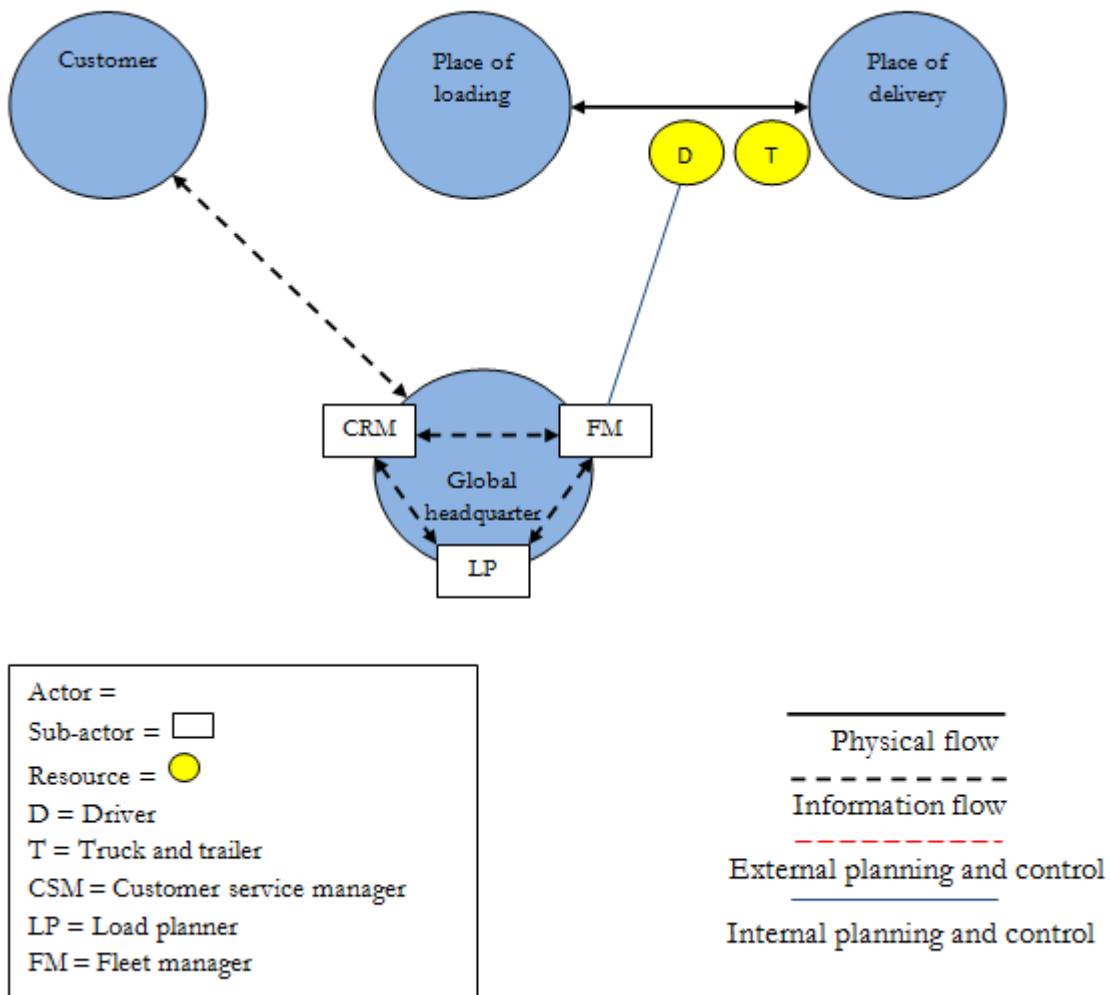 Customer
Place of
loading
Place of
delivery
D
T
CRM
FM
Global
headquarter
LP
Actor =
Sub-actor =
Resource =
D = Driver
T = Truck and trailer
CSM = Customer service manager
LP = Load planner
FM = Fleet manager
Physical flow
Information flow
External planning and control
Internal planning and control